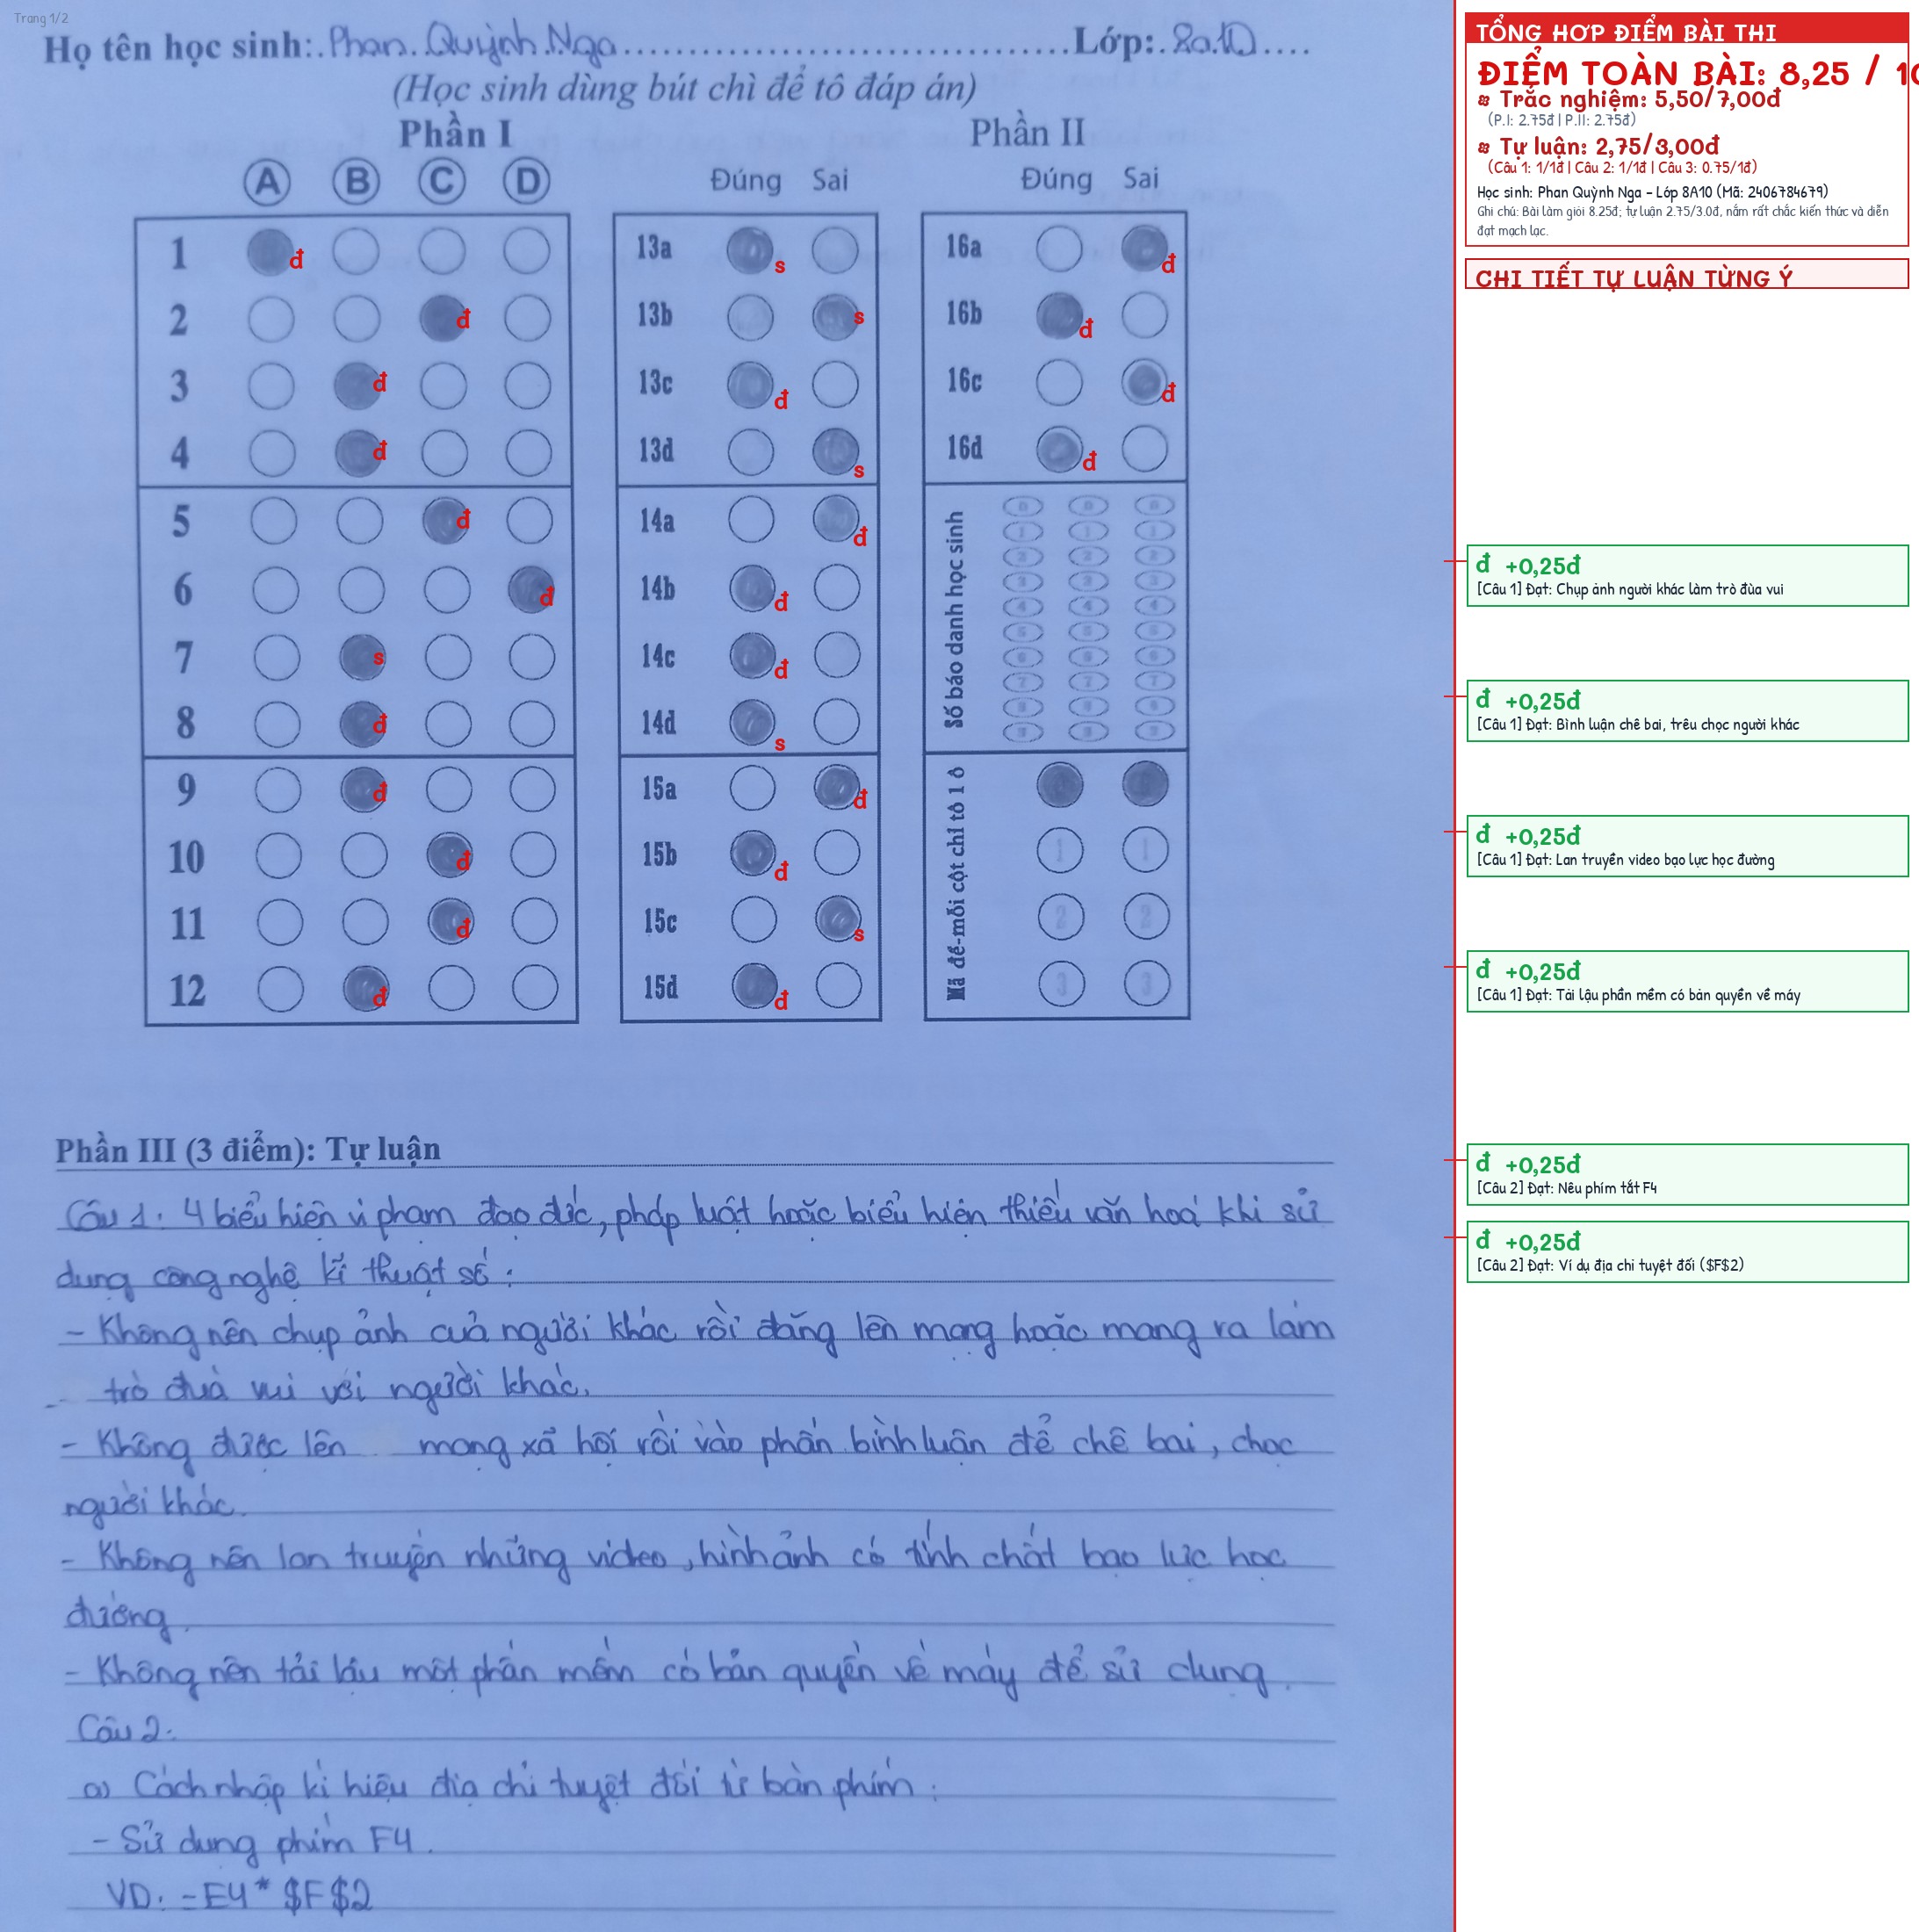 Trang 1/2
Họ tên học sinh: Phan Quỳnh Nga Lớp: 8a10
(Học sinh dùng bút chì để tô đáp án)
Phần I
A B C D
1 đ
2 đ
3 đ
4 đ
5 đ
6 đ
7 s
8 đ
9 đ
10 đ
11 đ
12 đ
Phần II
Đúng Sai
13a s
13b s
13c đ
13d s
14a đ
14b đ
14c đ
14d s
15a đ
15b đ
15c s
15d đ
Đúng Sai
16a đ
16b đ
16c đ
16d đ
Số báo danh học sinh
Mã đề-mỗi cột chỉ tô 1 ô
1 1
2 2
3 3
Phần III (3 điểm): Tự luận
Câu 1: 4 biểu hiện vi phạm đạo đức, pháp luật hoặc biểu hiện thiếu văn hoá khi sử
dụng công nghệ kĩ thuật số:
- Không nên chụp ảnh của người khác rồi đăng lên mạng hoặc mang ra làm
trò đùa vui với người khác.
- Không được lên mạng xã hội rồi vào phần bình luận để chê bai, chọc
người khác.
- Không nên lan truyền những video, hình ảnh có tính chất bạo lực học
đường.
- Không nên tải lậu một phần mềm có bản quyền về máy để sử dụng.
Câu 2:
a) Cách nhập kí hiệu địa chỉ tuyệt đối từ bàn phím:
- Sử dụng phím F4.
VD: =E4*$F$2
TỔNG HỢP ĐIỂM BÀI THI
ĐIỂM TOÀN BÀI: 8,25 / 10
Trắc nghiệm: 5,50/7,00đ
(P.I: 2.75đ | P.II: 2.75đ)
Tự luận: 2,75/3,00đ
(Câu 1: 1/1đ | Câu 2: 1/1đ | Câu 3: 0.75/1đ)
Học sinh: Phan Quỳnh Nga - Lớp 8A10 (Mã: 2406784679)
Ghi chú: Bài làm giỏi 8.25đ; tự luận 2.75/3.0đ, nắm rất chắc kiến thức và diễn
đạt mạch lạc.
CHI TIẾT TỰ LUẬN TỪNG Ý
đ +0,25đ
[Câu 1] Đạt: Chụp ảnh người khác làm trò đùa vui
đ +0,25đ
[Câu 1] Đạt: Bình luận chê bai, trêu chọc người khác
đ +0,25đ
[Câu 1] Đạt: Lan truyền video bạo lực học đường
đ +0,25đ
[Câu 1] Đạt: Tải lậu phần mềm có bản quyền về máy
đ +0,25đ
[Câu 2] Đạt: Nêu phím tắt F4
đ +0,25đ
[Câu 2] Đạt: Ví dụ địa chỉ tuyệt đối ($F$2)